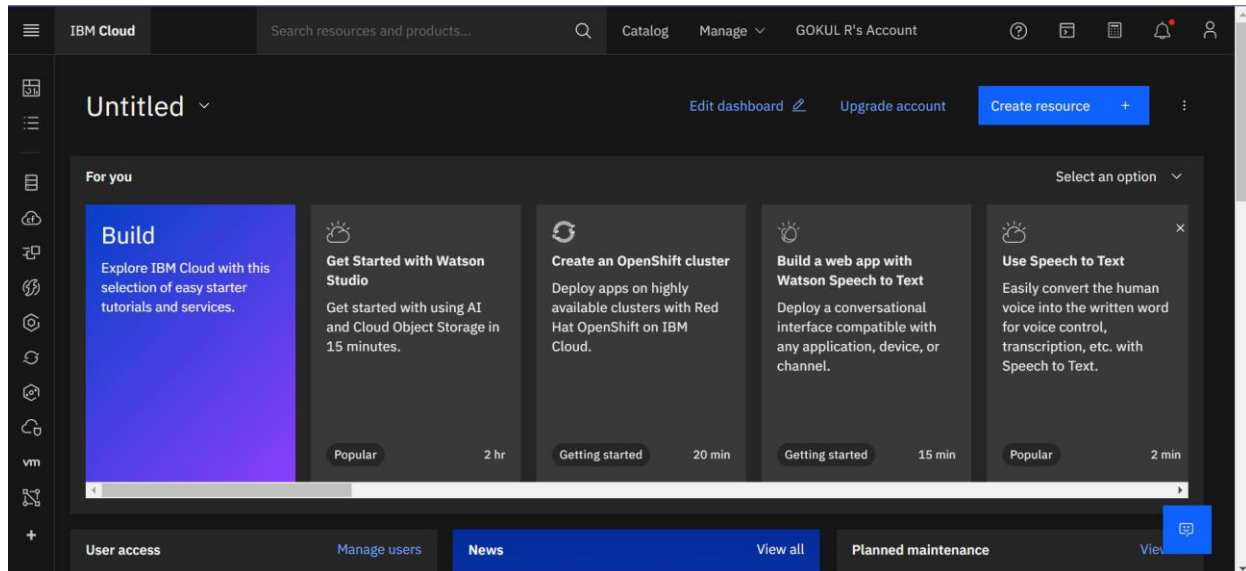 IBM Cloud
Search resources and products...
Catalog
Manage
GOKUL R's Account
Untitled
Edit dashboard
Upgrade account
Create resource +
For you
Select an option
Build
Explore IBM Cloud with this
selection of easy starter
tutorials and services.
Get Started with Watson
Studio
Get started with using AI
and Cloud Object Storage in
15 minutes.
Popular
2 hr
Create an OpenShift cluster
Deploy apps on highly
available clusters with Red
Hat OpenShift on IBM
Cloud.
Getting started
20 min
Build a web app with
Watson Speech to Text
Deploy a conversational
interface compatible with
any application, device, or
channel.
Getting started
15 min
Use Speech to Text
Easily convert the human
voice into the written word
for voice control,
transcription, etc. with
Speech to Text.
Popular
2 min
vm
User access
Manage users
News
View all
Planned maintenance